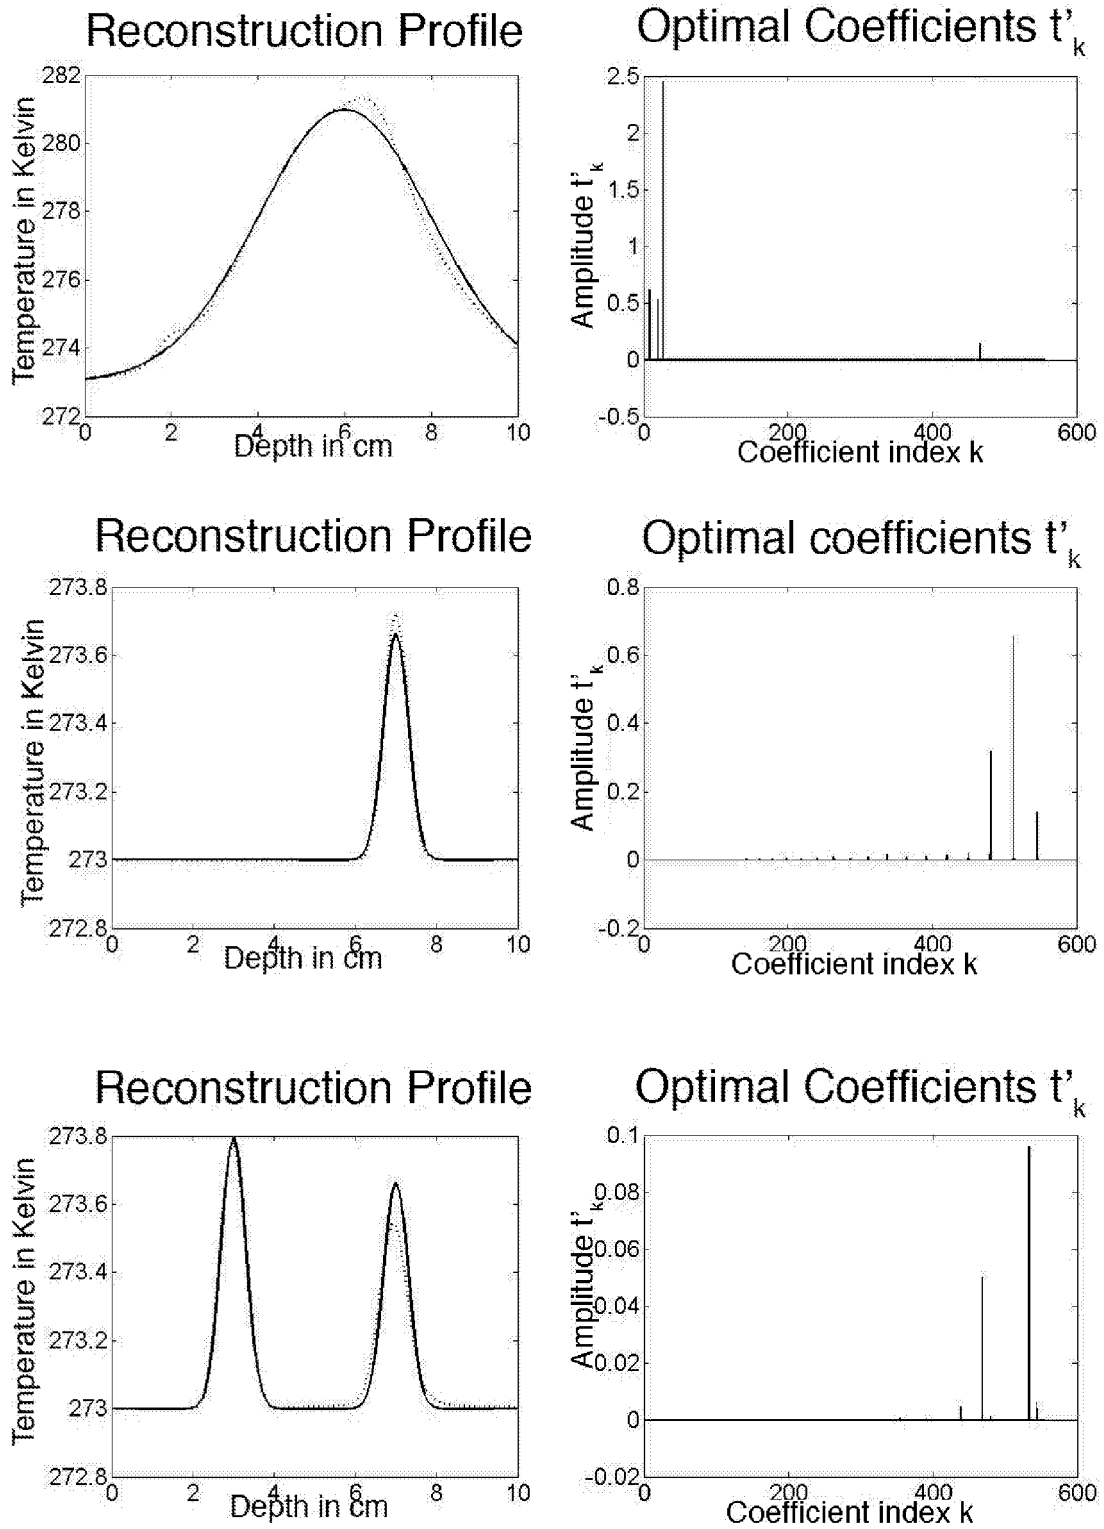 Reconstruction Profile
Optimal Coefficients t'k
282
280
278
276
274
272
Temperature in Kelvin
0 2 4 6 8 10
Depth in cm
2.5
2
1.5
1
0.5
0
-0.5
Amplitude t'k
0 200 400 600
Coefficient index k
Reconstruction Profile
Optimal coefficients t'k
273.8
273.6
273.4
273.2
273
272.8
Temperature in Kelvin
0 2 4 6 8 10
Depth in cm
0.8
0.6
0.4
0.2
0
-0.2
Amplitude t'k
0 200 400 600
Coefficient index k
Reconstruction Profile
Optimal Coefficients t'k
273.8
273.6
273.4
273.2
273
272.8
Temperature in Kelvin
0 2 4 6 8 10
Depth in cm
0.1
0.08
0.06
0.04
0.02
0
-0.02
Amplitude t'k
0 200 400 600
Coefficient index k